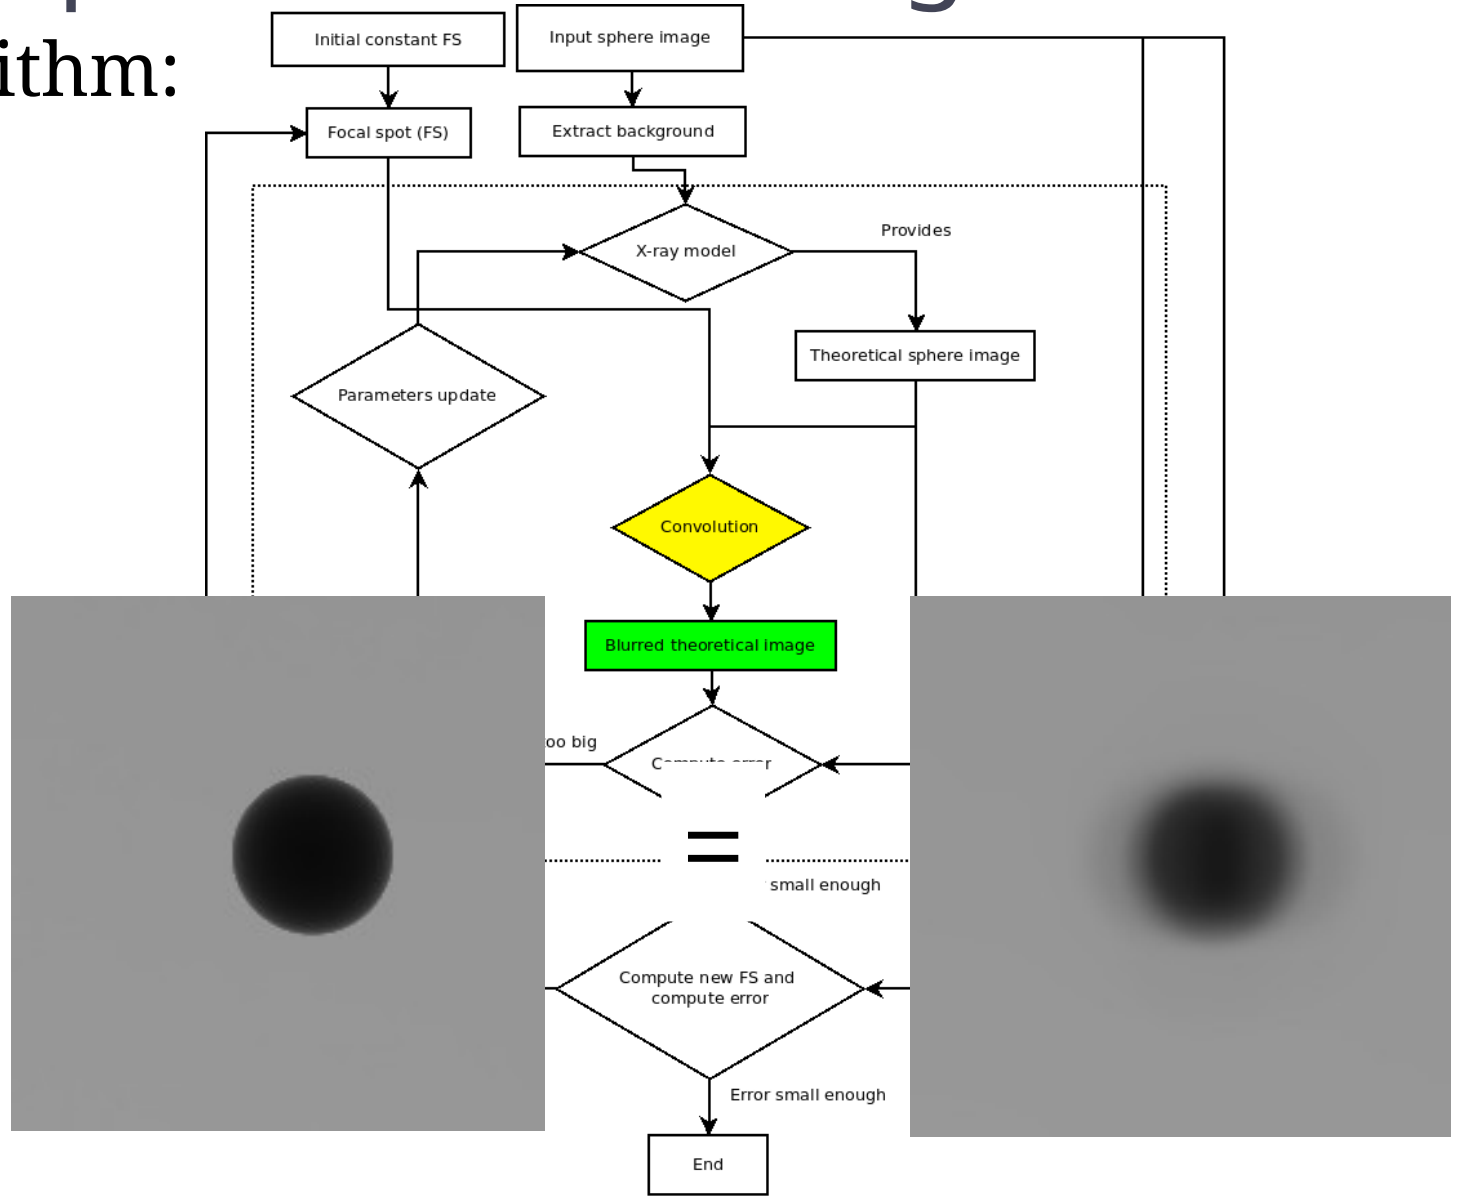 ithm:
Initial constant FS
Input sphere image
Focal spot (FS)
Extract background
X-ray model
Provides
Theoretical sphere image
Parameters update
Convolution
Blurred theoretical image
oo big
Compute error
=
small enough
Compute new FS and
compute error
Error small enough
End